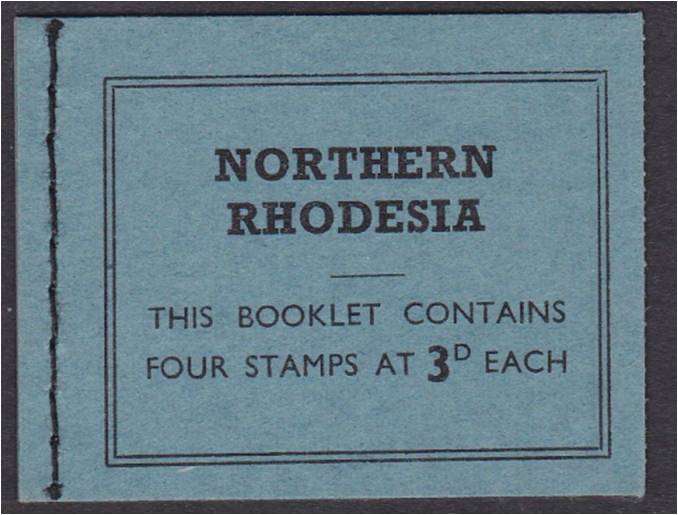 NORTHERN
RHODESIA
THIS BOOKLET CONTAINS
FOUR STAMPS AT 3D EACH